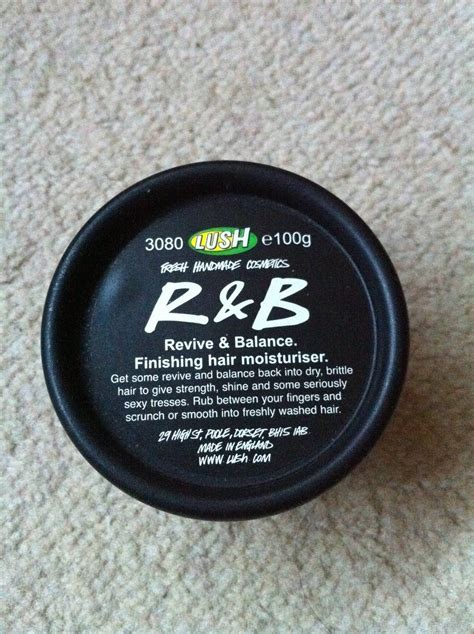 3080 LUSH e100g
FRESH HANDMADE COSMETICS
R&B
Revive & Balance.
Finishing hair moisturiser.
Get some revive and balance back into dry, brittle
hair to give strength, shine and some seriously
sexy tresses. Rub between your fingers and
scrunch or smooth into freshly washed hair.
29 HIGH ST, POOLE, DORSET, BH15 1AB
MADE IN ENGLAND
WWW.LUSH.COM